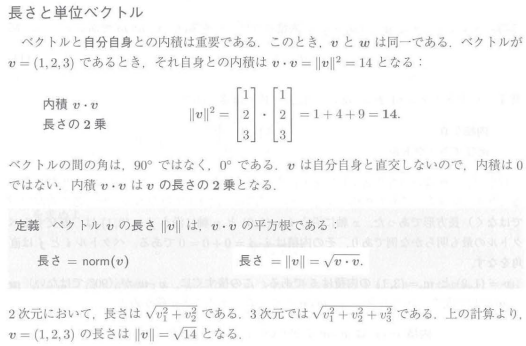 長さと単位ベクトル
ベクトルと自分自身との内積は重要である．このとき，v と w は同一である．ベクトルが
v = (1, 2, 3) であるとき，それ自身との内積は v · v = ‖v‖² = 14 となる：
内積 v · v
長さの 2 乗
‖v‖² = [1 2 3] · [1 2 3] = 1 + 4 + 9 = 14.
ベクトルの間の角は，90° ではなく，0° である．v は自分自身と直交しないので，内積は 0
ではない．内積 v · v は v の長さの 2 乗となる．
定義 ベクトル v の長さ ‖v‖ は，v · v の平方根である：
長さ = norm(v) 長さ = ‖v‖ = √(v · v).
2 次元において，長さは √(v₁² + v₂²) である．3 次元では √(v₁² + v₂² + v₃²) である．上の計算より，
v = (1, 2, 3) の長さは ‖v‖ = √14 となる．